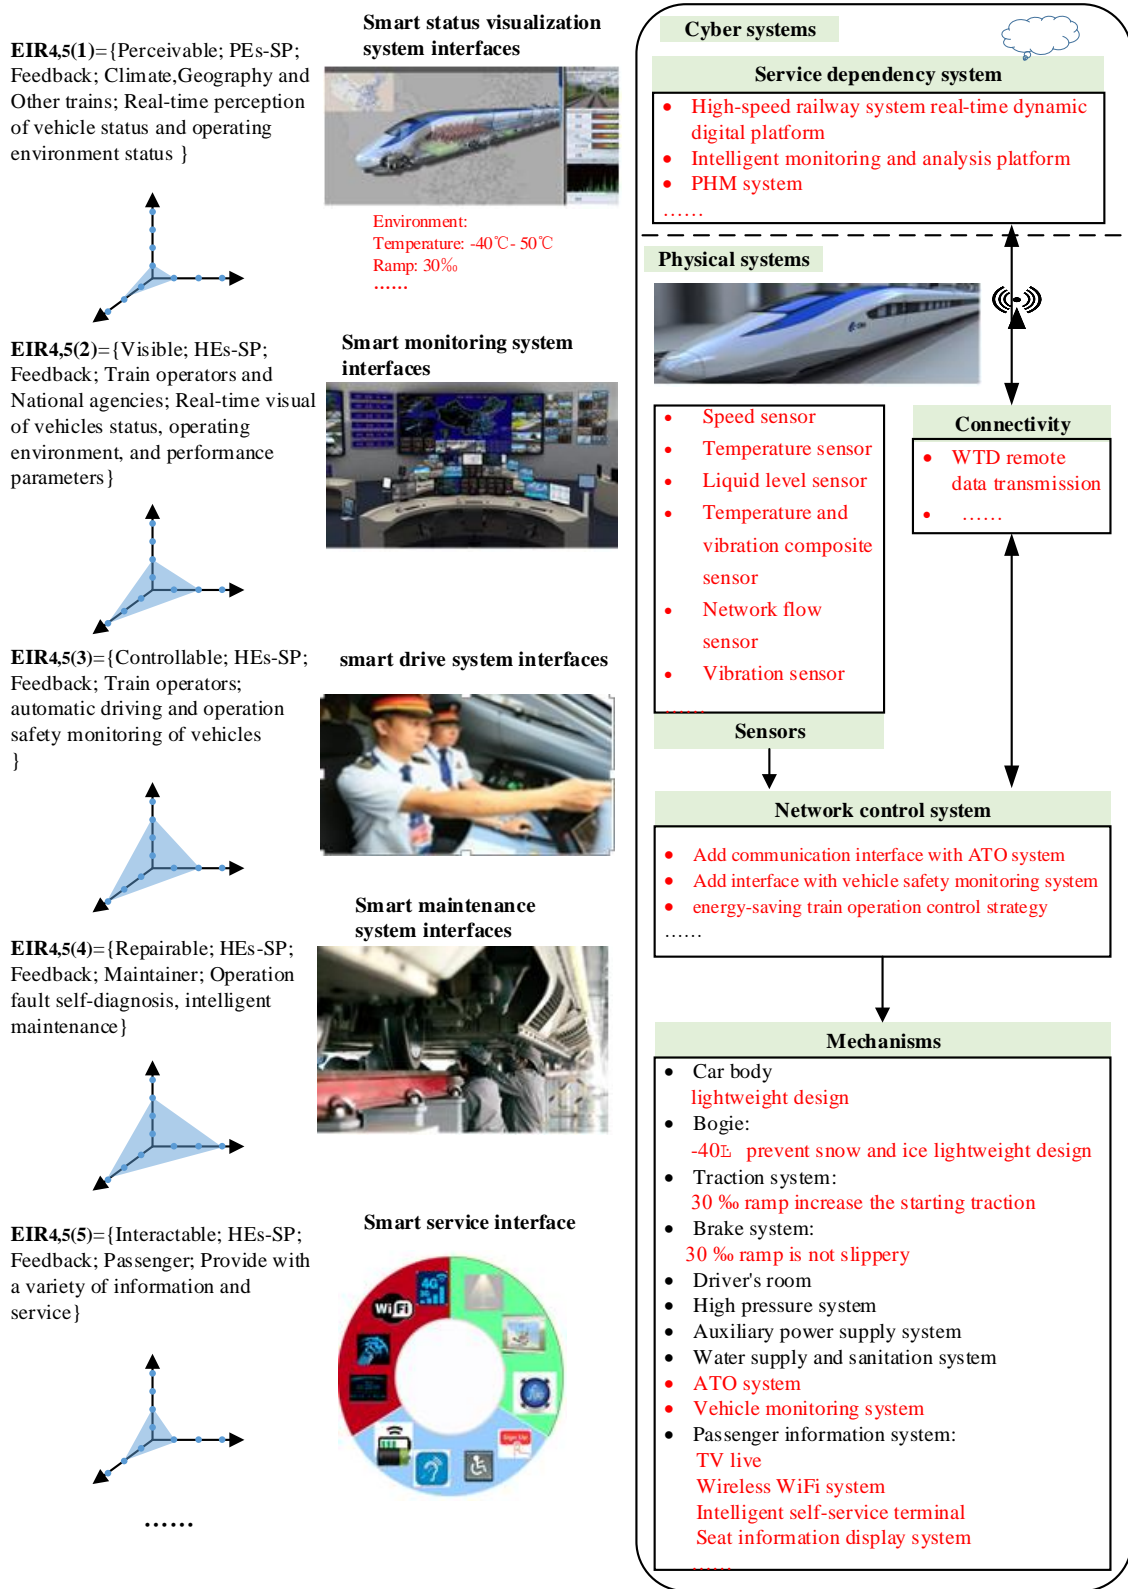 EIR4,5(1)={Perceivable; PEs-SP;
Feedback; Climate,Geography and
Other trains; Real-time perception
of vehicle status and operating
environment status }
Smart status visualization
system interfaces
Environment:
Temperature: -40℃- 50℃
Ramp: 30‰
……
EIR4,5(2)={Visible; HEs-SP;
Feedback; Train operators and
National agencies; Real-time visual
of vehicles status, operating
environment, and performance
parameters}
Smart monitoring system
interfaces
EIR4,5(3)={Controllable; HEs-SP;
Feedback; Train operators;
automatic driving and operation
safety monitoring of vehicles
}
smart drive system interfaces
EIR4,5(4)={Repairable; HEs-SP;
Feedback; Maintainer; Operation
fault self-diagnosis, intelligent
maintenance}
Smart maintenance
system interfaces
EIR4,5(5)={Interactable; HEs-SP;
Feedback; Passenger; Provide with
a variety of information and
service}
Smart service interface
4G
3G
WiFi
Sign Up
……
Cyber systems
Service dependency system
• High-speed railway system real-time dynamic
digital platform
• Intelligent monitoring and analysis platform
• PHM system
……
Physical systems
• Speed sensor
• Temperature sensor
• Liquid level sensor
• Temperature and
vibration composite
sensor
• Network flow
sensor
• Vibration sensor
……
Sensors
Connectivity
• WTD remote
data transmission
• ……
Network control system
• Add communication interface with ATO system
• Add interface with vehicle safety monitoring system
• energy-saving train operation control strategy
……
Mechanisms
• Car body
lightweight design
• Bogie:
-40 prevent snow and ice lightweight design
• Traction system:
30 ‰ ramp increase the starting traction
• Brake system:
30 ‰ ramp is not slippery
• Driver's room
• High pressure system
• Auxiliary power supply system
• Water supply and sanitation system
• ATO system
• Vehicle monitoring system
• Passenger information system:
TV live
Wireless WiFi system
Intelligent self-service terminal
Seat information display system
……